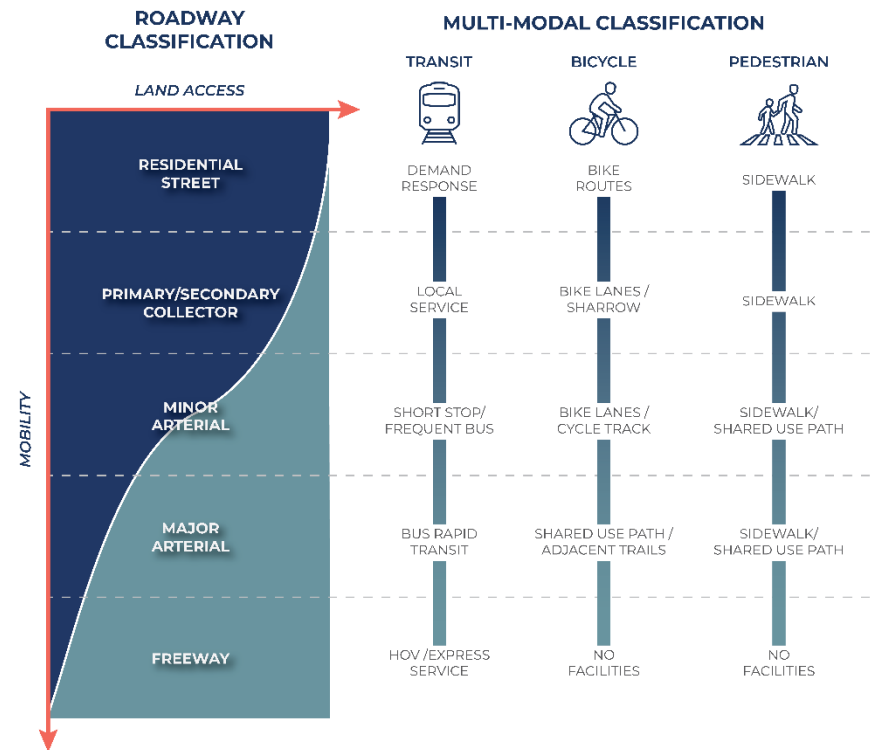 ROADWAY
CLASSIFICATION
MULTI-MODAL CLASSIFICATION
LAND ACCESS
TRANSIT
BICYCLE
PEDESTRIAN
RESIDENTIAL
STREET
DEMAND
RESPONSE
BIKE
ROUTES
SIDEWALK
PRIMARY/SECONDARY
COLLECTOR
LOCAL
SERVICE
BIKE LANES /
SHARROW
SIDEWALK
MOBILITY
MINOR
ARTERIAL
SHORT STOP/
FREQUENT BUS
BIKE LANES /
CYCLE TRACK
SIDEWALK/
SHARED USE PATH
MAJOR
ARTERIAL
BUS RAPID
TRANSIT
SHARED USE PATH /
ADJACENT TRAILS
SIDEWALK/
SHARED USE PATH
FREEWAY
HOV /EXPRESS
SERVICE
NO
FACILITIES
NO
FACILITIES